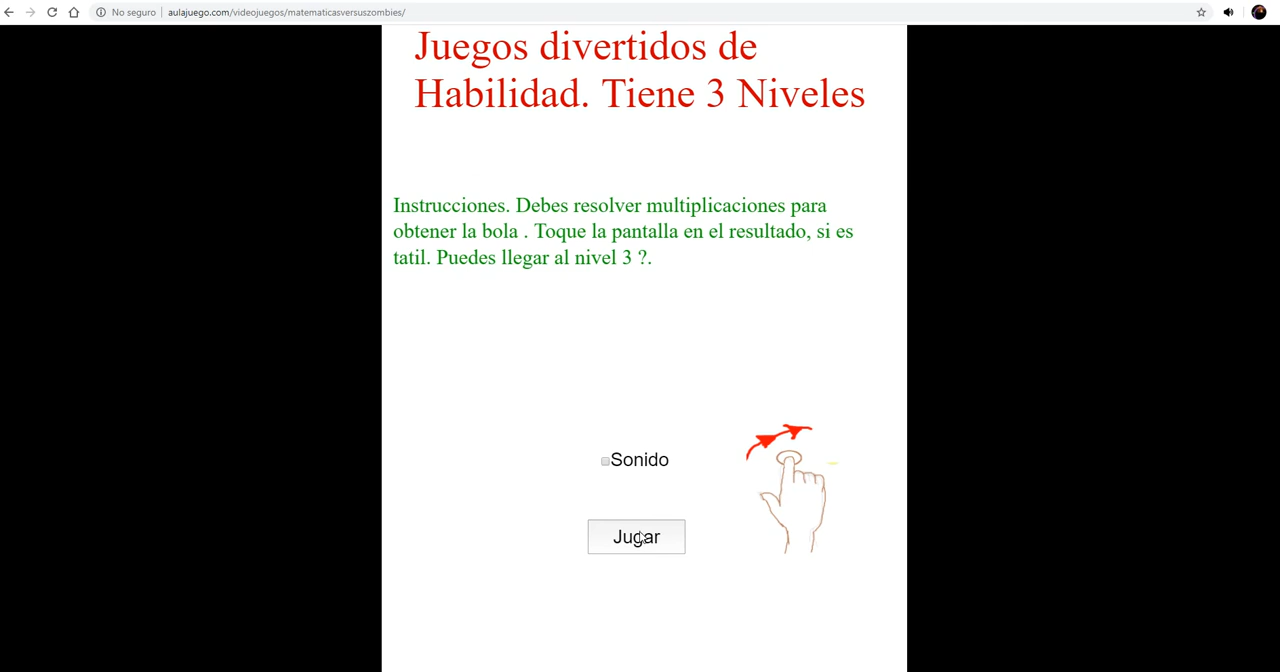 No seguro
aulajuego.com/videojuegos/matematicasversuszombies/
Juegos divertidos de
Habilidad. Tiene 3 Niveles
Instrucciones. Debes resolver multiplicaciones para
obtener la bola . Toque la pantalla en el resultado, si es
tatil. Puedes llegar al nivel 3 ?.
Sonido
Jugar